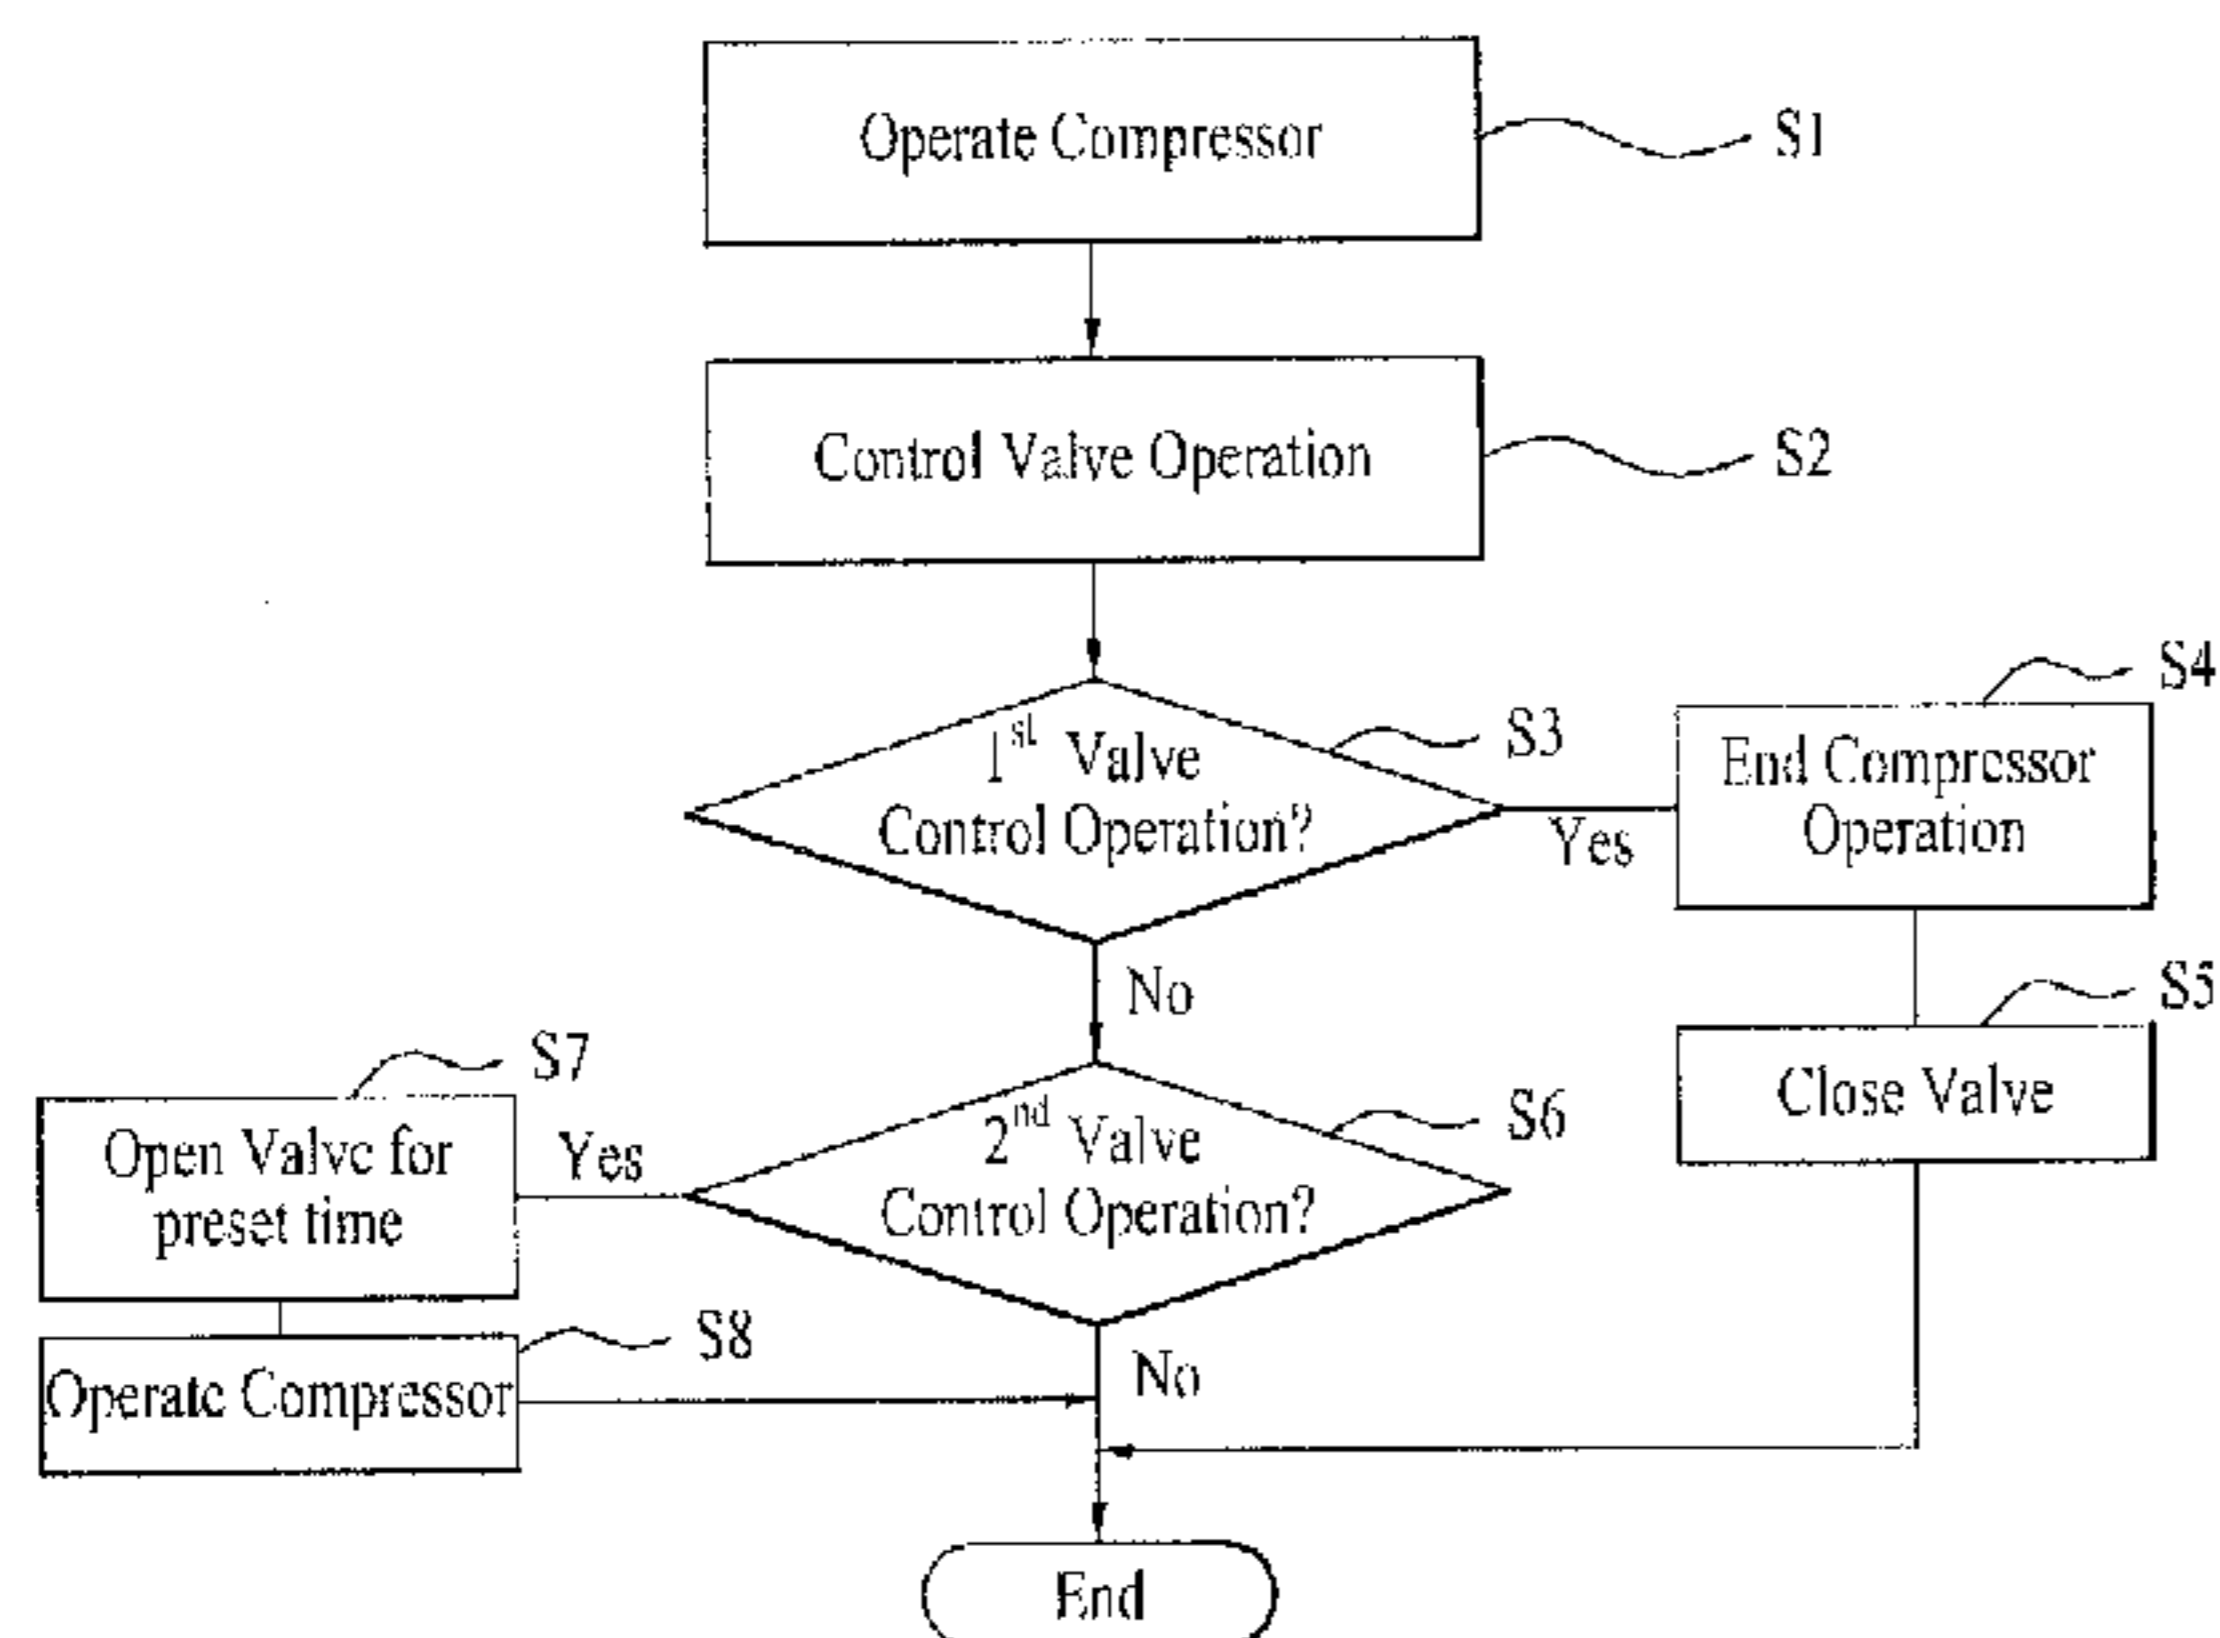 Operate Compressor
S1
Control Valve Operation
S2
1st Valve
Control Operation?
S3
Yes
End Compressor
Operation
S4
No
Close Valve
S5
2nd Valve
Control Operation?
S6
Yes
Open Valve for
preset time
S7
Operate Compressor
S8
No
End